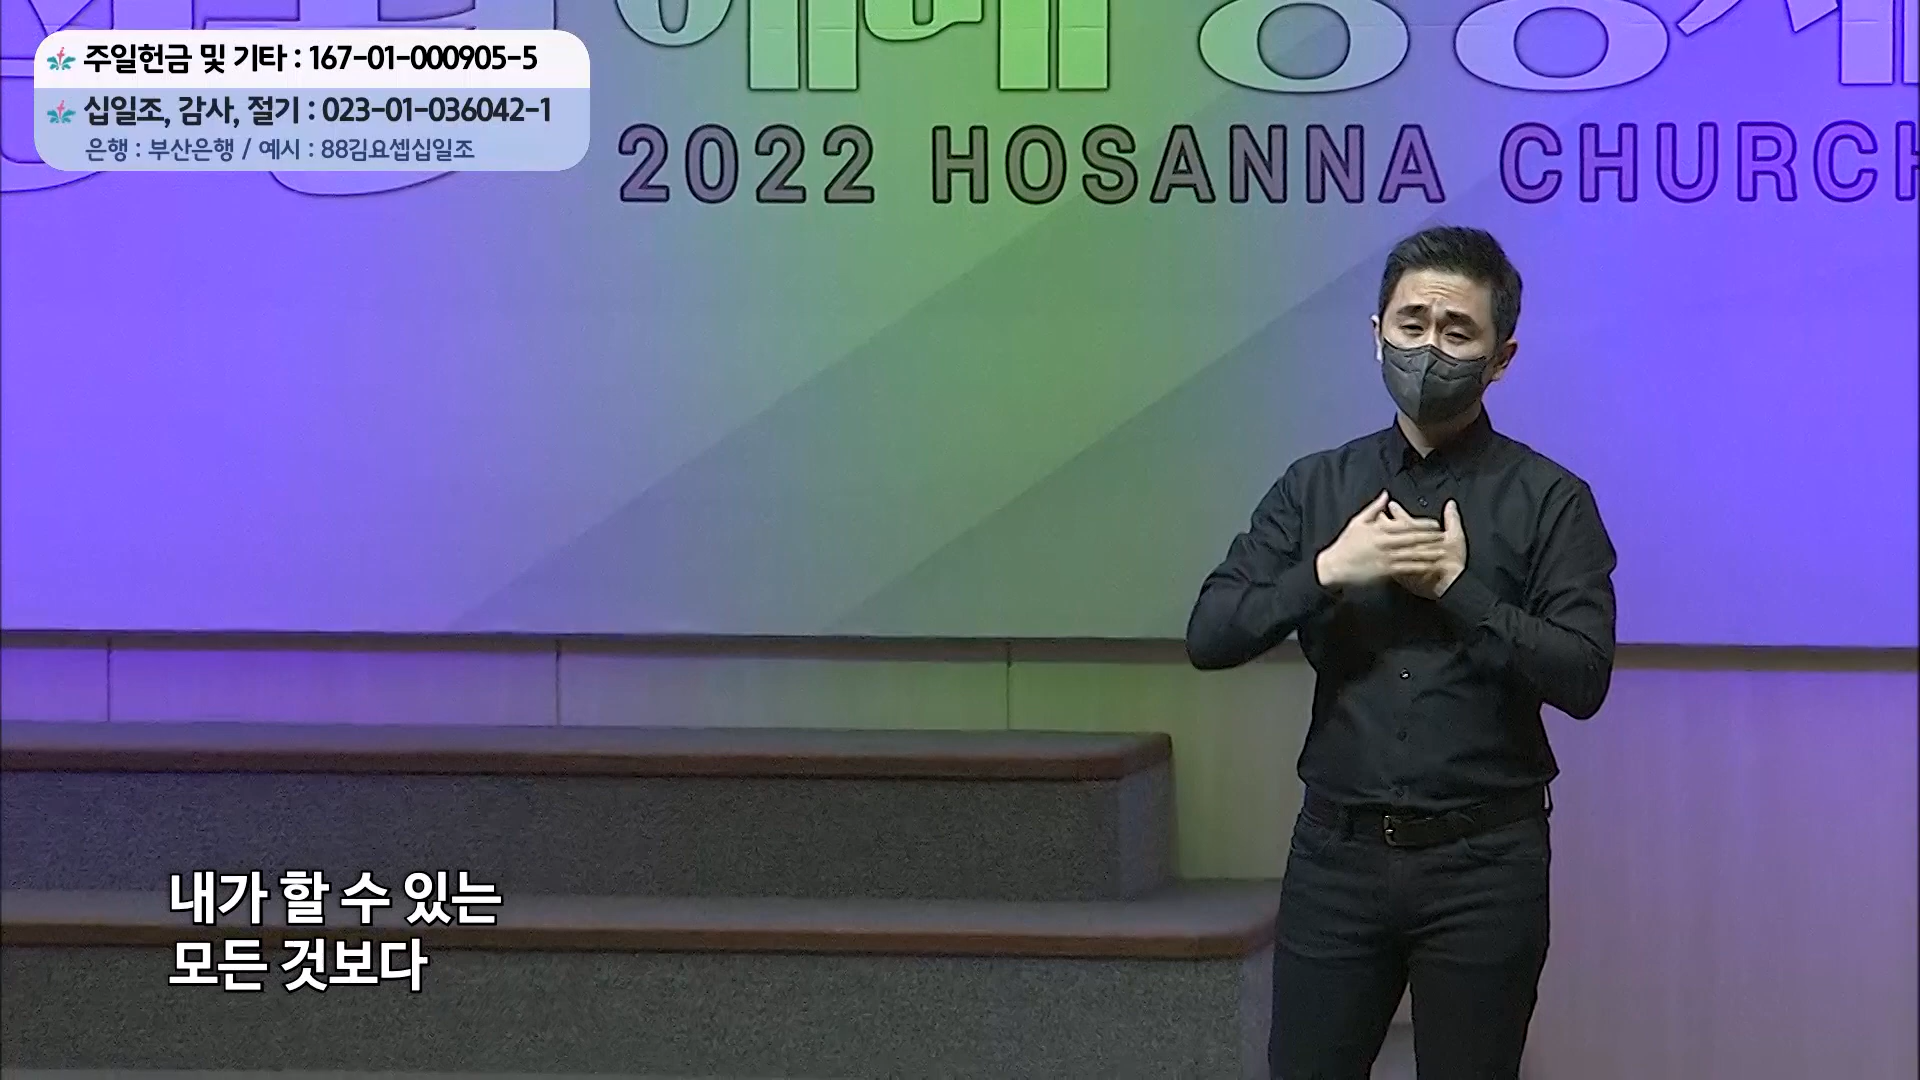 주일헌금 및 기타 : 167-01-000905-5
십일조, 감사, 절기 : 023-01-036042-1
은행 : 부산은행 / 예시 : 88김요셉십일조
2022 HOSANNA CHURCH
내가 할 수 있는
모든 것보다